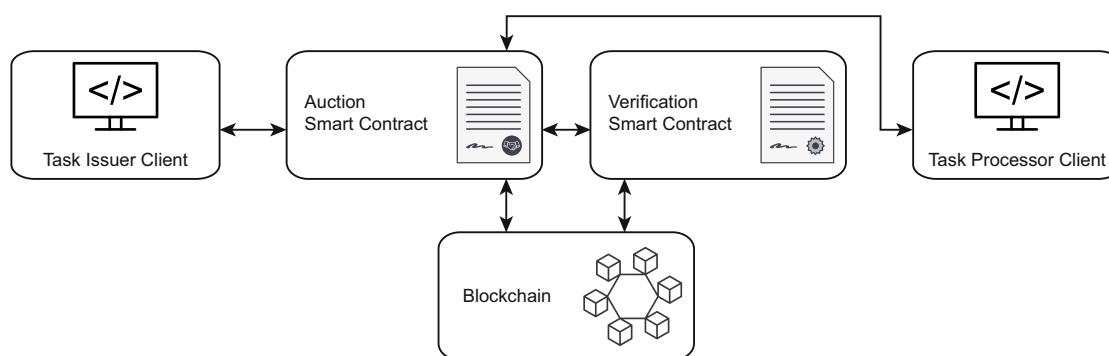 </>
Task Issuer Client
Auction
Smart Contract
Verification
Smart Contract
</>
Task Processor Client
Blockchain